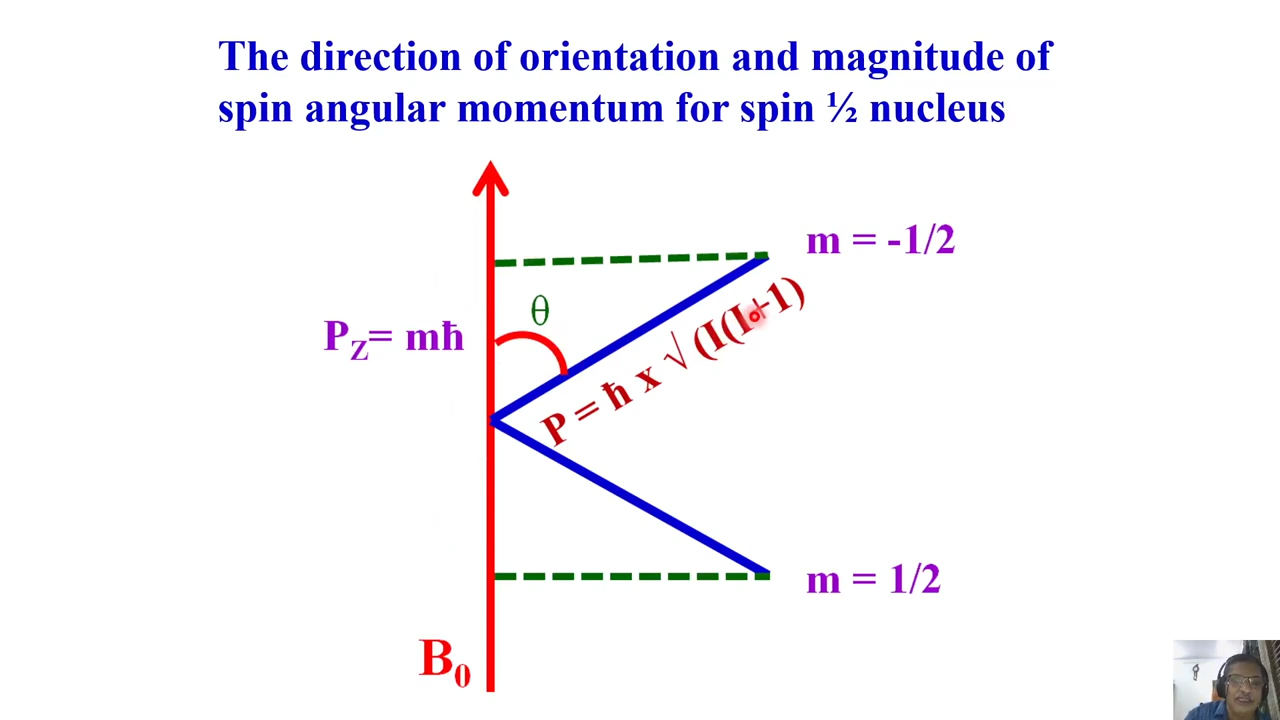 The direction of orientation and magnitude of
spin angular momentum for spin ½ nucleus
m = -1/2
θ
P = ħ x √ (I(I+1)
PZ= mħ
m = 1/2
B0